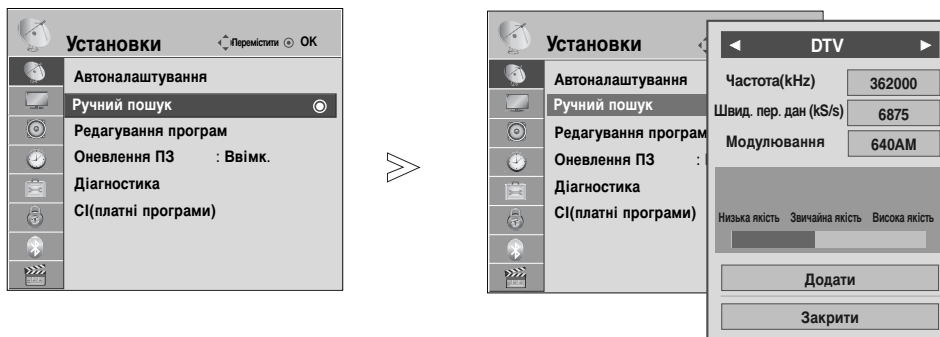 Установки Перемістити OK
Автоналаштування
Ручний пошук
Редагування програм
Оневлення ПЗ : Ввімк.
Діагностика
CI(платні програми)
Установки
Автоналаштування
Ручний пошук
Редагування програм
Оневлення ПЗ :
Діагностика
CI(платні програми)
DTV
Частота(kHz) 362000
Швид. пер. дан (kS/s) 6875
Модулювання 640AM
Низька якість Звичайна якість Висока якість
Додати
Закрити